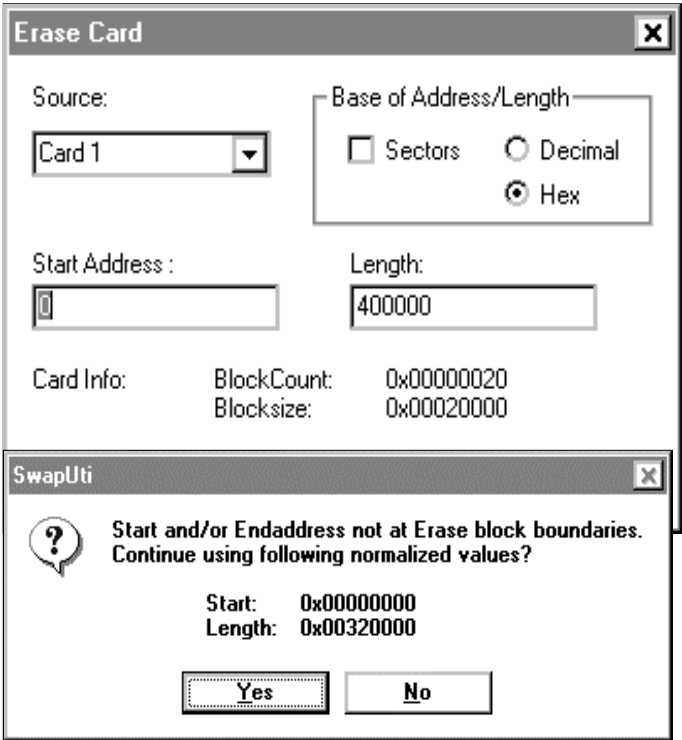 Erase Card
Source:
Base of Address/Length
Card 1
Sectors
Decimal
Hex
Start Address :
Length:
0
400000
Card Info:
BlockCount:
0x00000020
Blocksize:
0x00020000
SwapUti
Start and/or Endaddress not at Erase block boundaries.
Continue using following normalized values?
Start: 0x00000000
Length: 0x00320000
Yes
No